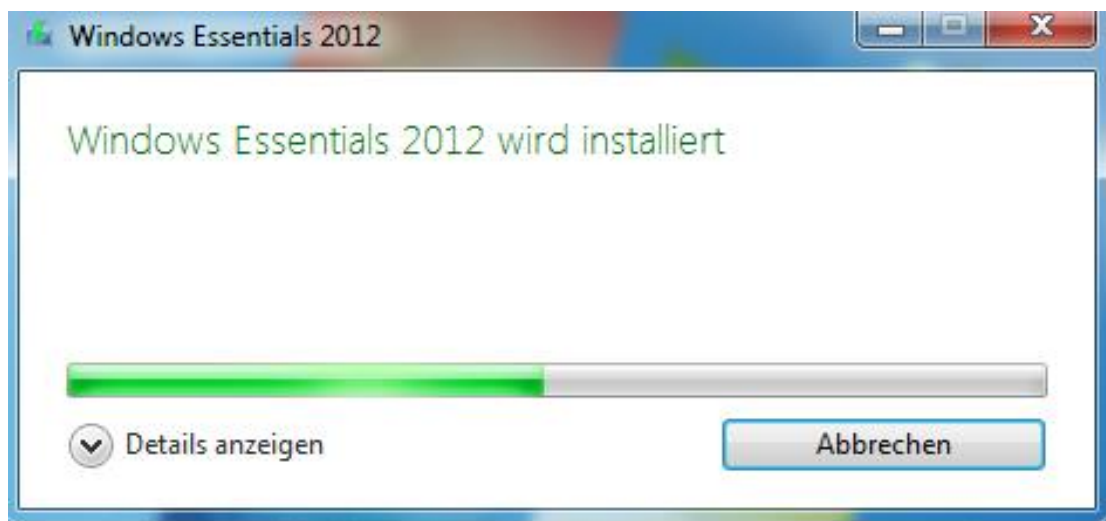 Windows Essentials 2012
Windows Essentials 2012 wird installiert
Details anzeigen
Abbrechen